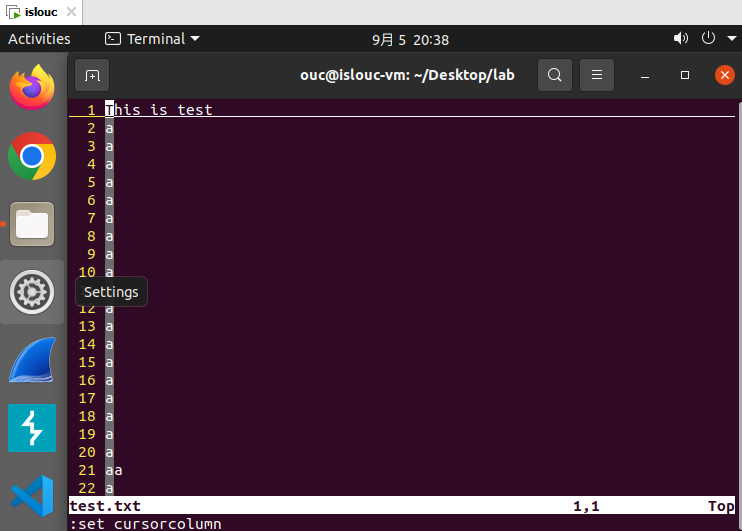 islouc
Activities
Terminal
9月 5 20:38
ouc@islouc-vm: ~/Desktop/lab
1 This is test
2 a
3 a
4 a
5 a
6 a
7 a
8 a
9 a
10 a
Settings
12 a
13 a
14 a
15 a
16 a
17 a
18 a
19 a
20 a
21 aa
22 a
test.txt 1,1 Top
:set cursorcolumn